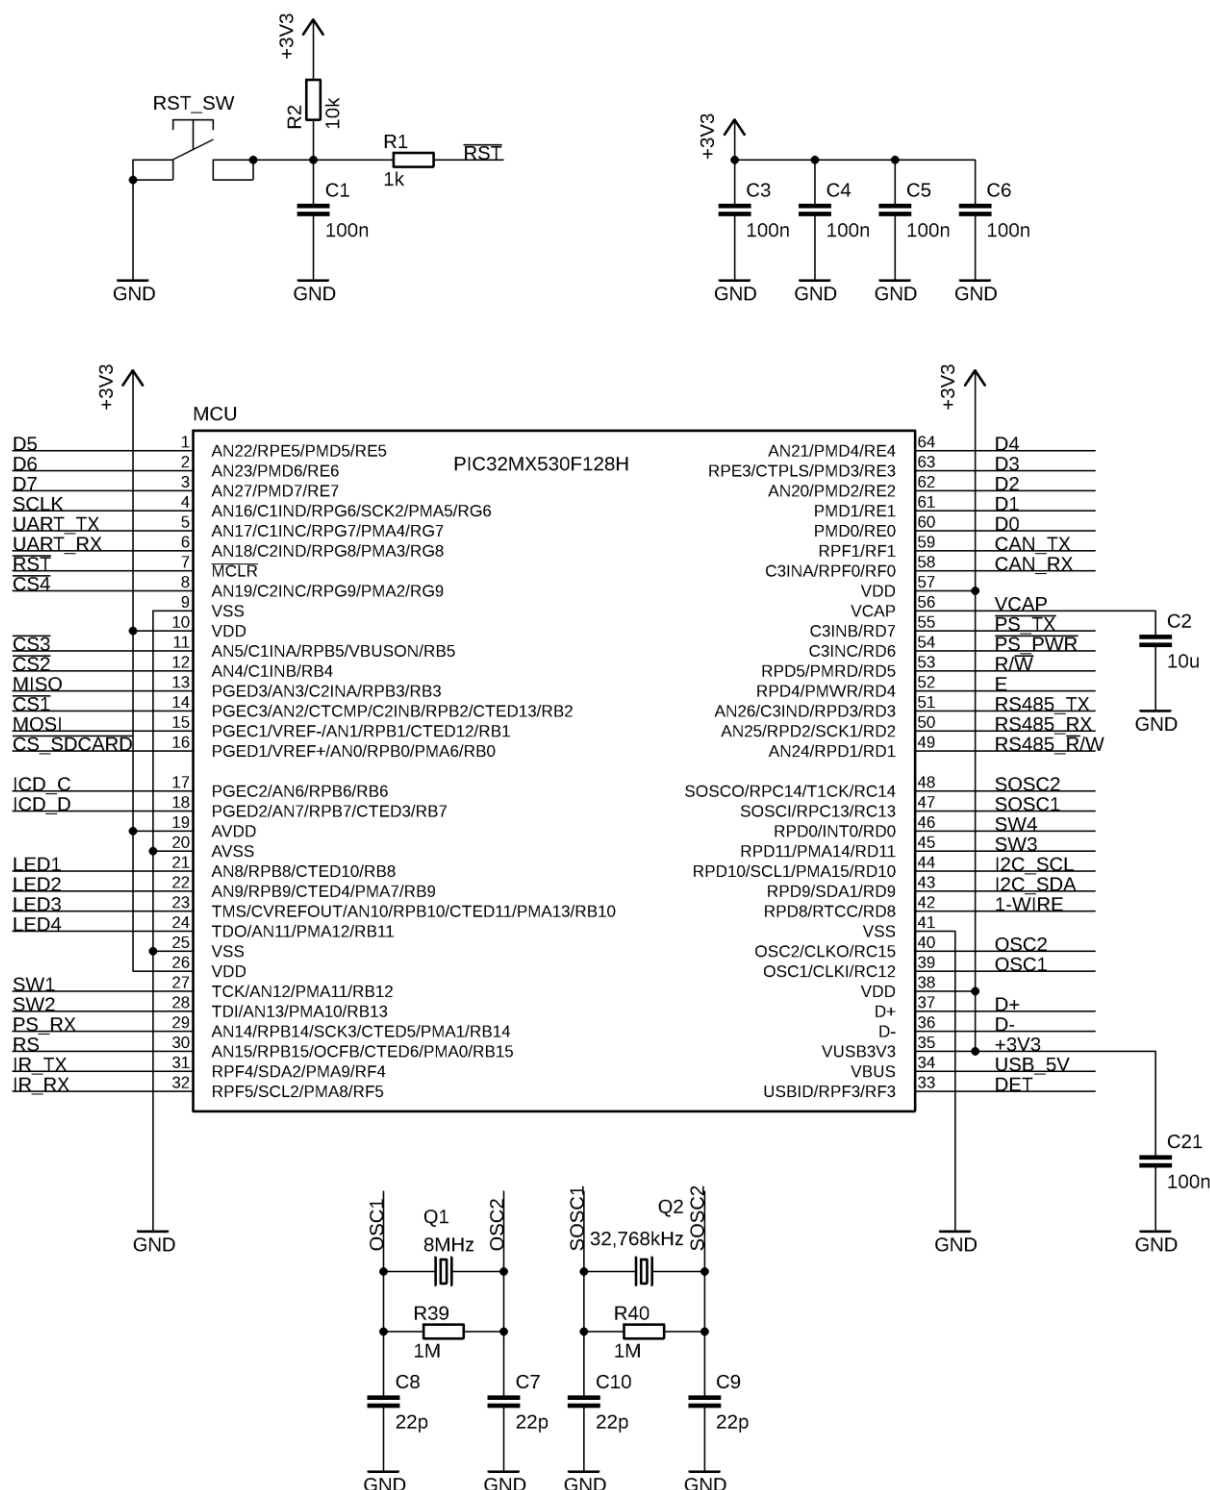 +3V3
RST_SW
R2
10k
R1
RST
1k
C1
100n
GND
GND
+3V3
C3
C4
C5
C6
100n
100n
100n
100n
GND
GND
GND
GND
+3V3
+3V3
MCU
PIC32MX530F128H
D5 1 AN22/RPE5/PMD5/RE5
D6 2 AN23/PMD6/RE6
D7 3 AN27/PMD7/RE7
SCLK 4 AN16/C1IND/RPG6/SCK2/PMA5/RG6
UART_TX 5 AN17/C1INC/RPG7/PMA4/RG7
UART_RX 6 AN18/C2IND/RPG8/PMA3/RG8
RST 7 MCLR
CS4 8 AN19/C2INC/RPG9/PMA2/RG9
9 VSS
10 VDD
CS3 11 AN5/C1INA/RPB5/VBUSON/RB5
CS2 12 AN4/C1INB/RB4
MISO 13 PGED3/AN3/C2INA/RPB3/RB3
CS1 14 PGEC3/AN2/CTCMP/C2INB/RPB2/CTED13/RB2
MOSI 15 PGEC1/VREF-/AN1/RPB1/CTED12/RB1
CS_SDCARD 16 PGED1/VREF+/AN0/RPB0/PMA6/RB0
ICD_C 17 PGEC2/AN6/RPB6/RB6
ICD_D 18 PGED2/AN7/RPB7/CTED3/RB7
19 AVDD
20 AVSS
LED1 21 AN8/RPB8/CTED10/RB8
LED2 22 AN9/RPB9/CTED4/PMA7/RB9
LED3 23 TMS/CVREFOUT/AN10/RPB10/CTED11/PMA13/RB10
LED4 24 TDO/AN11/PMA12/RB11
25 VSS
26 VDD
SW1 27 TCK/AN12/PMA11/RB12
SW2 28 TDI/AN13/PMA10/RB13
PS_RX 29 AN14/RPB14/SCK3/CTED5/PMA1/RB14
RS 30 AN15/RPB15/OCFB/CTED6/PMA0/RB15
IR_TX 31 RPF4/SDA2/PMA9/RF4
IR_RX 32 RPF5/SCL2/PMA8/RF5
AN21/PMD4/RE4 64 D4
RPE3/CTPLS/PMD3/RE3 63 D3
AN20/PMD2/RE2 62 D2
PMD1/RE1 61 D1
PMD0/RE0 60 D0
RPF1/RF1 59 CAN_TX
C3INA/RPF0/RF0 58 CAN_RX
VDD 57
VCAP 56 VCAP
C3INB/RD7 55 PS_TX
C3INC/RD6 54 PS_PWR
RPD5/PMRD/RD5 53 R/W
RPD4/PMWR/RD4 52 E
AN26/C3IND/RPD3/RD3 51 RS485_TX
AN25/RPD2/SCK1/RD2 50 RS485_RX
AN24/RPD1/RD1 49 RS485_R/W
SOSCO/RPC14/T1CK/RC14 48 SOSC2
SOSCI/RPC13/RC13 47 SOSC1
RPD0/INT0/RD0 46 SW4
RPD11/PMA14/RD11 45 SW3
RPD10/SCL1/PMA15/RD10 44 I2C_SCL
RPD9/SDA1/RD9 43 I2C_SDA
RPD8/RTCC/RD8 42 1-WIRE
VSS 41
OSC2/CLKO/RC15 40 OSC2
OSC1/CLKI/RC12 39 OSC1
VDD 38
D+ 37 D+
D- 36 D-
VUSB3V3 35 +3V3
VBUS 34 USB_5V
USBID/RPF3/RF3 33 DET
C2
10u
GND
C21
100n
GND
GND
GND
OSC1
Q1
8MHz
OSC2
R39
1M
C8
22p
C7
22p
GND
GND
SOSC1
Q2
32,768kHz
SOSC2
R40
1M
C10
22p
C9
22p
GND
GND